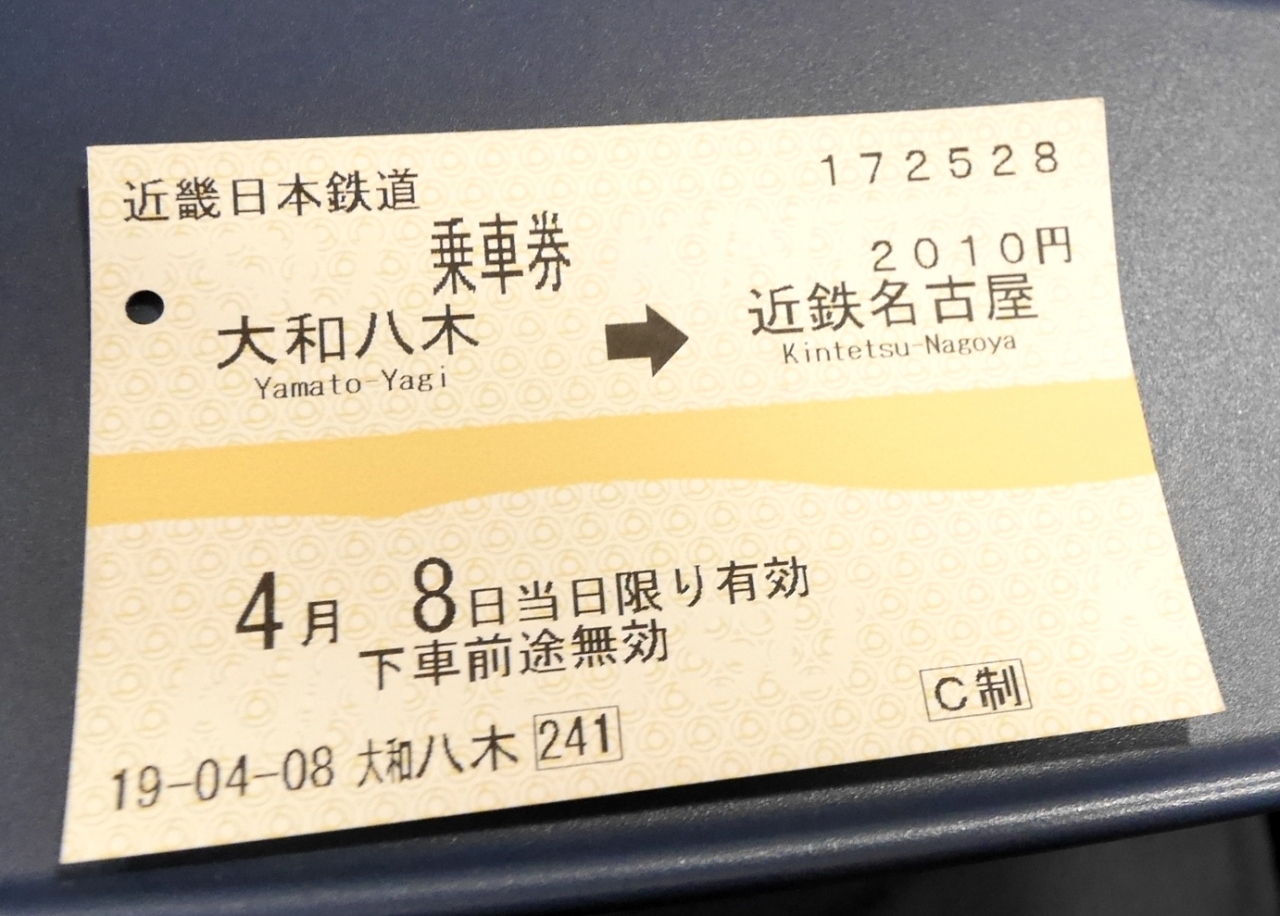 近畿日本鉄道
172528
乗車券
2010円
大和八木 近鉄名古屋
Yamato-Yagi Kintetsu-Nagoya
4月 8日当日限り有効
下車前途無効
C制
19-04-08 大和八木 241